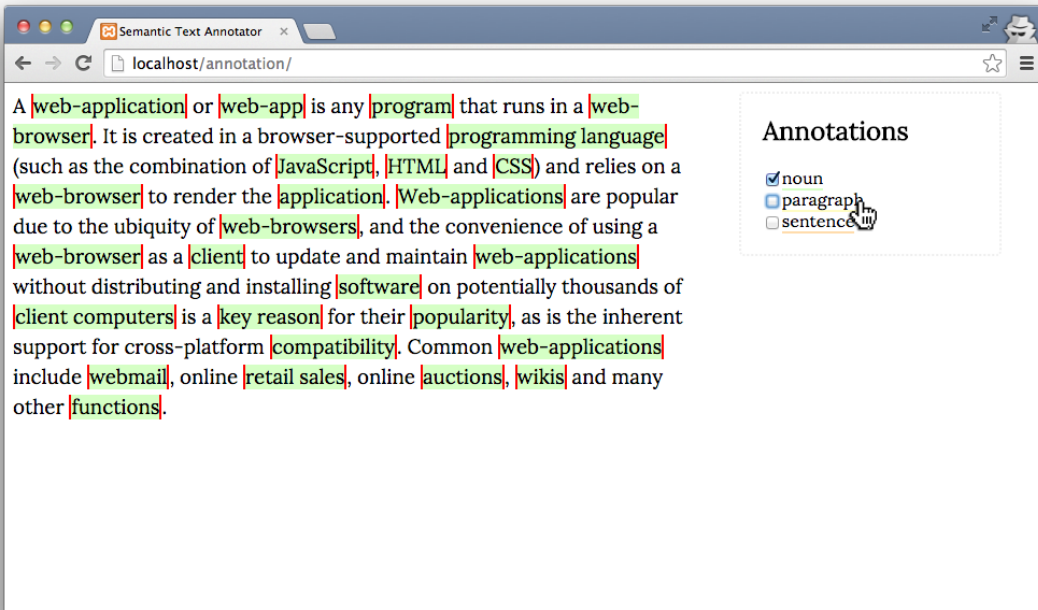 Semantic Text Annotator
localhost/annotation/
A web-application or web-app is any program that runs in a web-
browser. It is created in a browser-supported programming language
(such as the combination of JavaScript, HTML and CSS) and relies on a
web-browser to render the application. Web-applications are popular
due to the ubiquity of web-browsers, and the convenience of using a
web-browser as a client to update and maintain web-applications
without distributing and installing software on potentially thousands of
client computers is a key reason for their popularity, as is the inherent
support for cross-platform compatibility. Common web-applications
include webmail, online retail sales, online auctions, wikis and many
other functions.
Annotations
noun
paragraph
sentence